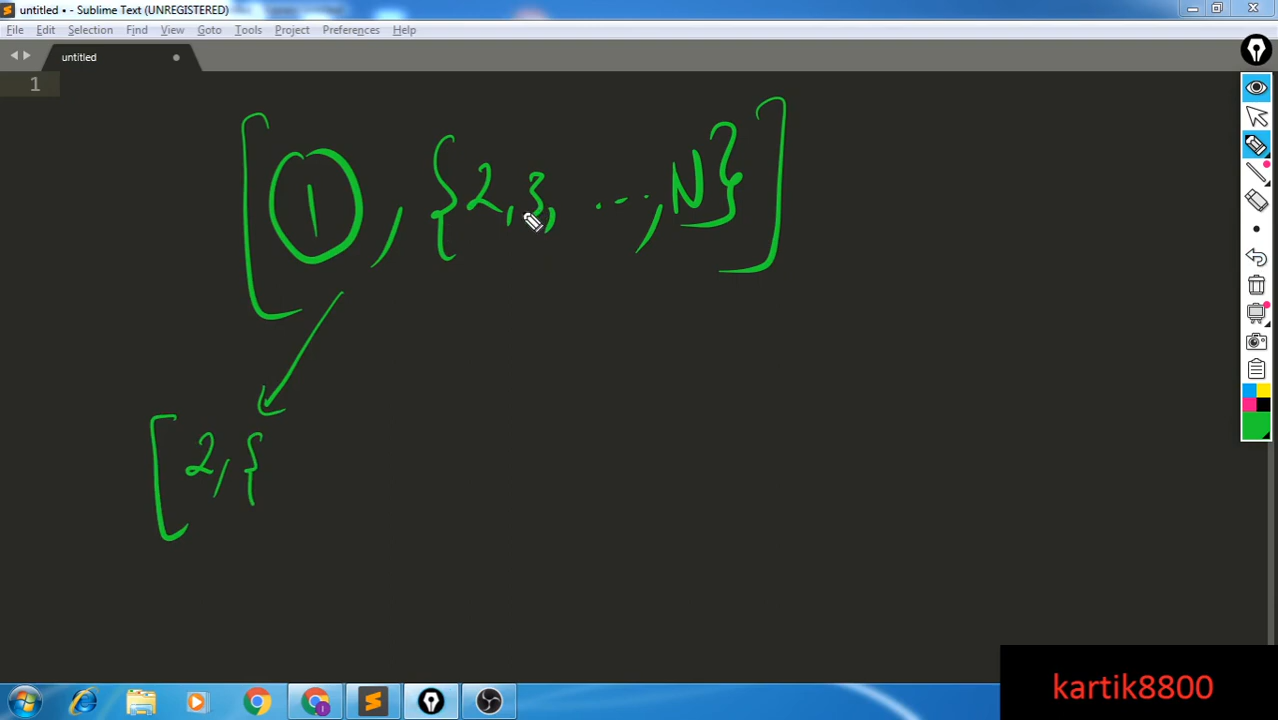 untitled • - Sublime Text (UNREGISTERED)
File Edit Selection Find View Goto Tools Project Preferences Help
untitled
1
[ 1 , { 2, 3, ..., N } ]
[ 2, {
kartik8800